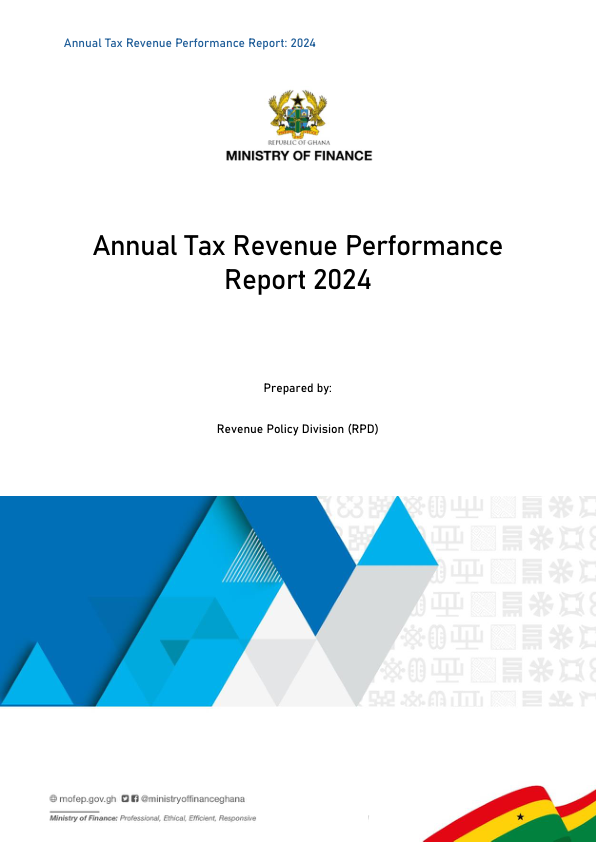 Annual Tax Revenue Performance Report: 2024
REPUBLIC OF GHANA
MINISTRY OF FINANCE
Annual Tax Revenue Performance
Report 2024
Prepared by:
Revenue Policy Division (RPD)
mofep.gov.gh @ministryoffinanceghana
Ministry of Finance: Professional, Ethical, Efficient, Responsive